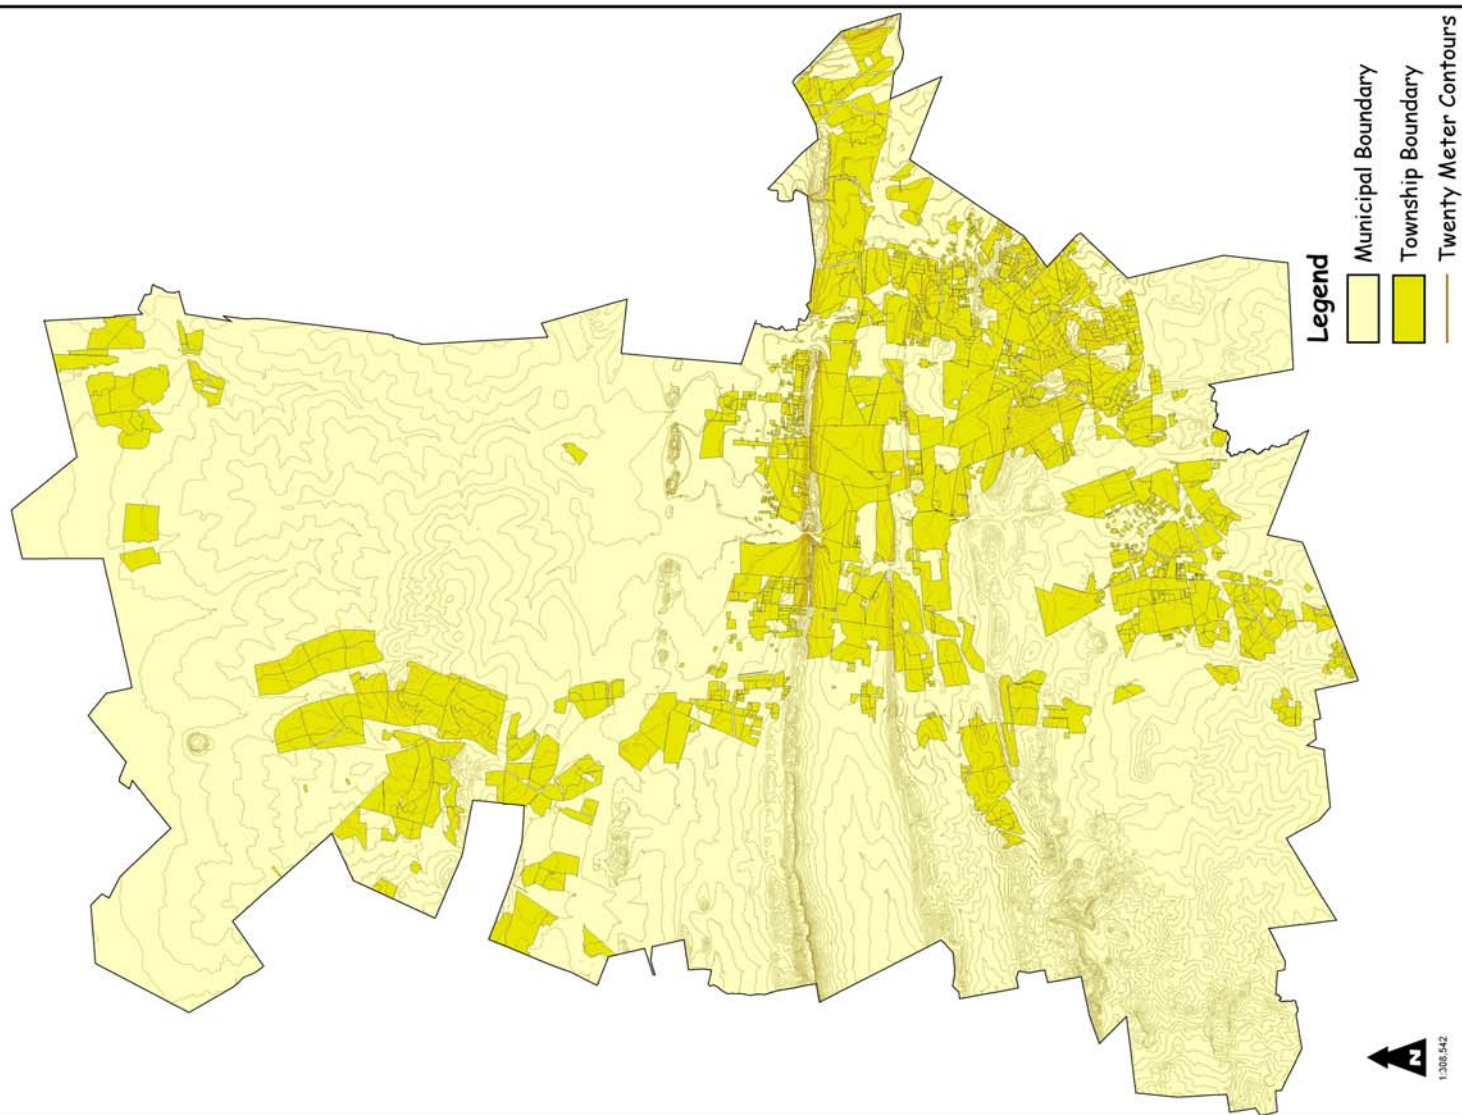 Legend
Municipal Boundary
Township Boundary
Twenty Meter Contours
N
1:308,542